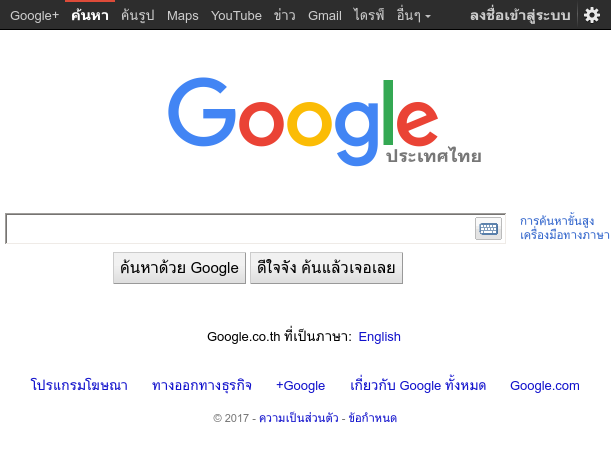 Google+ ค้นหา ค้นรูป Maps YouTube ข่าว Gmail ไดรฟ์ อื่นๆ ลงชื่อเข้าสู่ระบบ
Google
ประเทศไทย
การค้นหาขั้นสูง
เครื่องมือทางภาษา
ค้นหาด้วย Google ดีใจจัง ค้นแล้วเจอเลย
Google.co.th ที่เป็นภาษา: English
โปรแกรมโฆษณา ทางออกทางธุรกิจ +Google เกี่ยวกับ Google ทั้งหมด Google.com
© 2017 - ความเป็นส่วนตัว - ข้อกำหนด